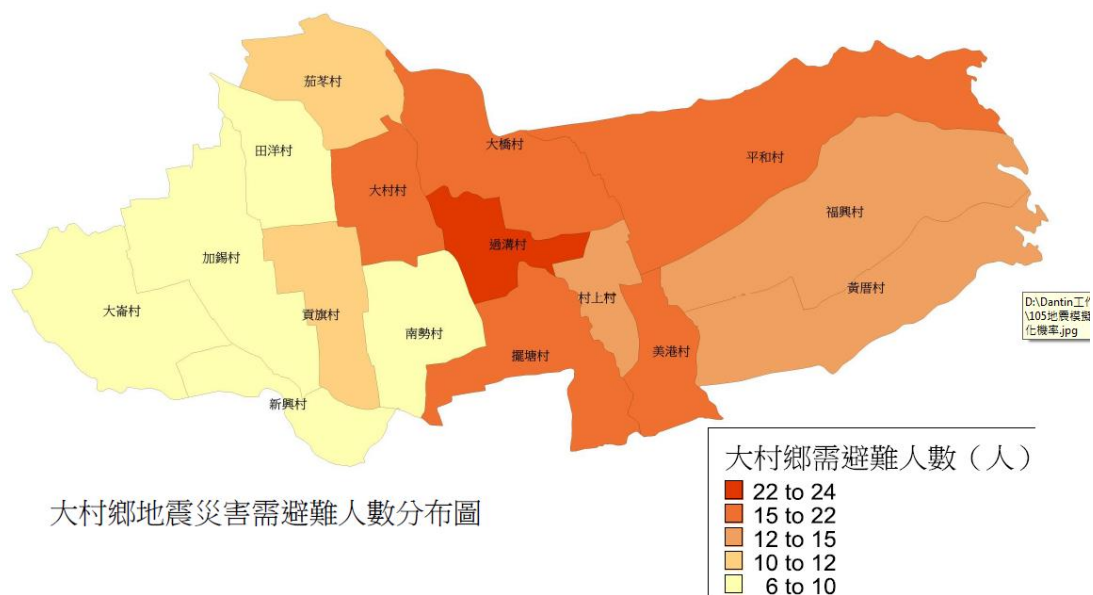 茄苳村
田洋村
大橋村
平和村
大村村
福興村
過溝村
加錫村
黃厝村
村上村
大崙村
貢旗村
南勢村
擺塘村
美港村
新興村
D:\Dantin工作
\105地震模擬
化機率.jpg
大村鄉地震災害需避難人數分布圖
大村鄉需避難人數（人）
22 to 24
15 to 22
12 to 15
10 to 12
6 to 10